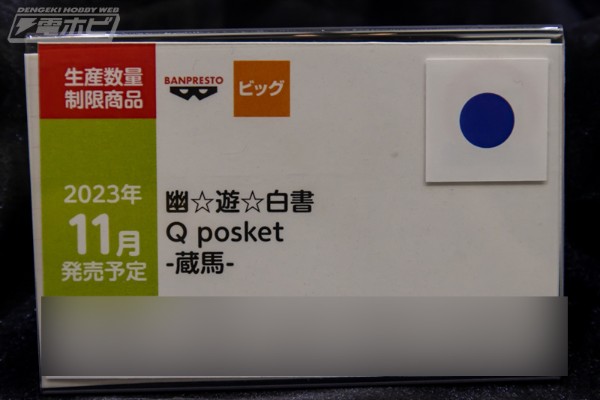 DENGEKI HOBBY WEB
電ホビ
生産数量
制限商品
BANPRESTO
ビッグ
2023年
11月
発売予定
幽☆遊☆白書
Q posket
-蔵馬-